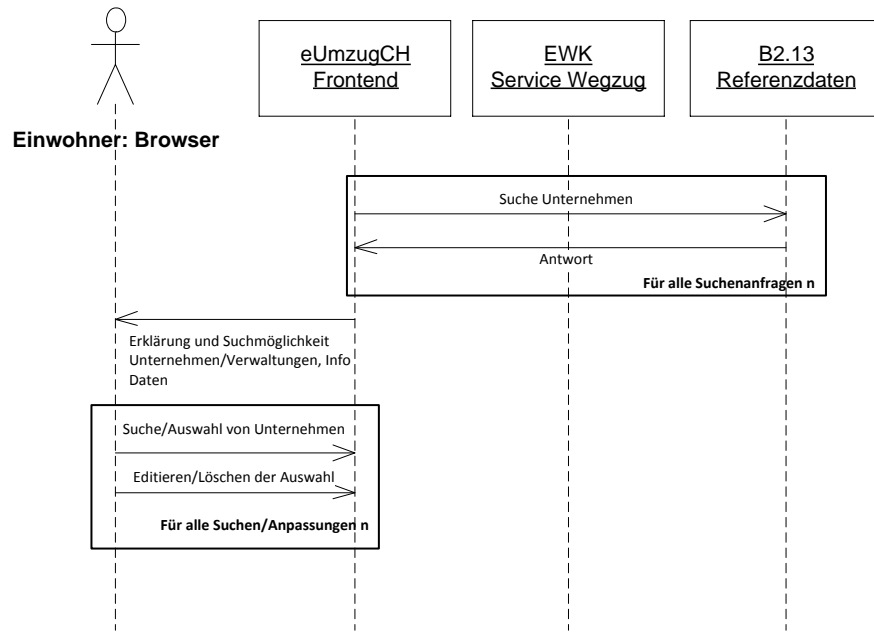 eUmzugCH
Frontend
EWK
Service Wegzug
B2.13
Referenzdaten
Einwohner: Browser
Suche Unternehmen
Antwort
Für alle Suchenanfragen n
Erklärung und Suchmöglichkeit
Unternehmen/Verwaltungen, Info
Daten
Suche/Auswahl von Unternehmen
Editieren/Löschen der Auswahl
Für alle Suchen/Anpassungen n